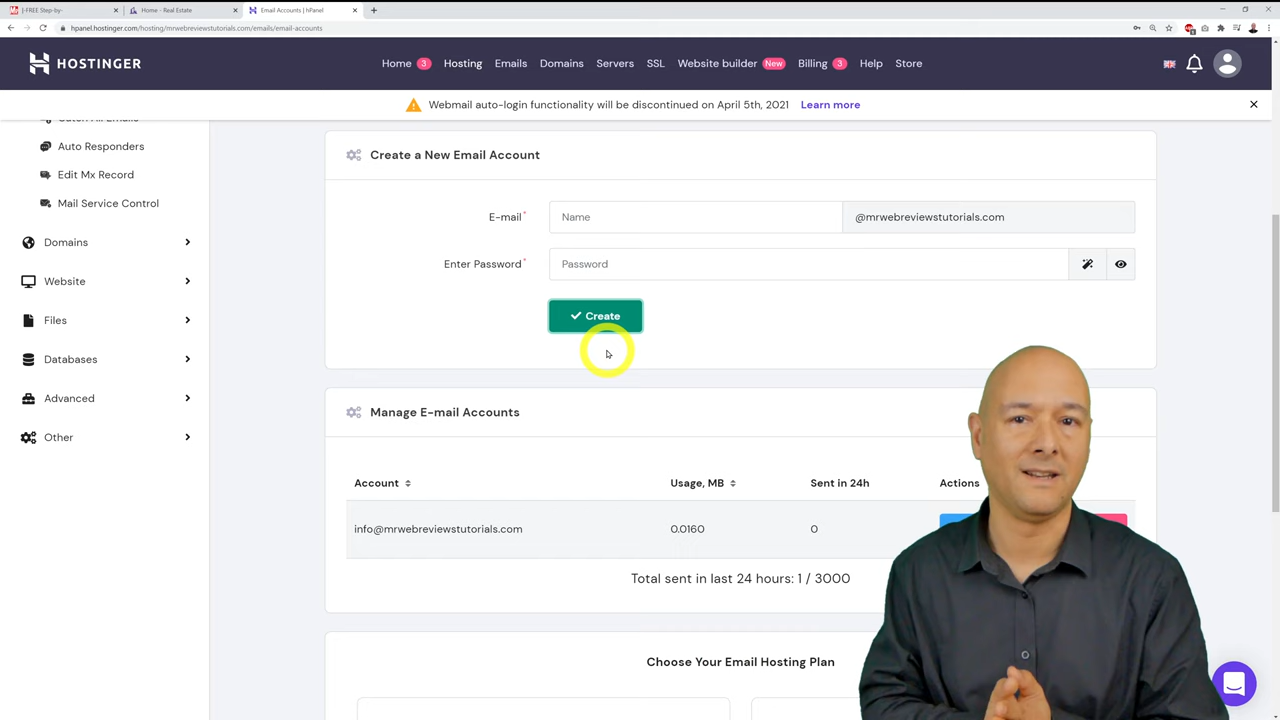 |-FREE Step-by-
Home - Real Estate
Email Accounts | hPanel
hpanel.hostinger.com/hosting/mrwebreviewstutorials.com/emails/email-accounts
HOSTINGER
Home 3 Hosting Emails Domains Servers SSL Website builder New Billing 3 Help Store
Webmail auto-login functionality will be discontinued on April 5th, 2021 Learn more
Catch All Emails
Auto Responders
Edit Mx Record
Mail Service Control
Domains
Website
Files
Databases
Advanced
Other
Create a New Email Account
E-mail* Name @mrwebreviewstutorials.com
Enter Password* Password
Create
Manage E-mail Accounts
Account Usage, MB Sent in 24h Actions
info@mrwebreviewstutorials.com 0.0160 0
Total sent in last 24 hours: 1 / 3000
Choose Your Email Hosting Plan